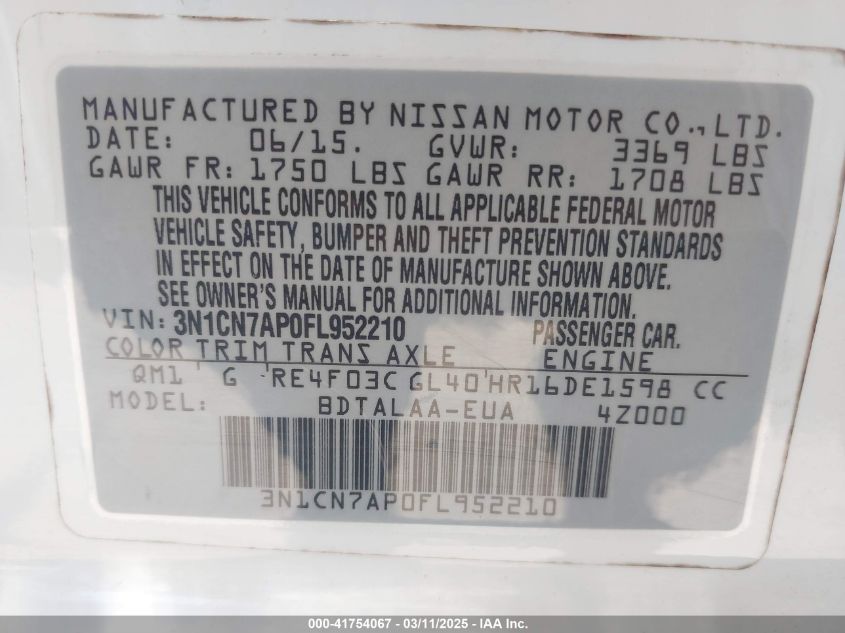 MANUFACTURED BY NISSAN MOTOR CO., LTD.
DATE: 06/15. GVWR: 3369 LBS
GAWR FR: 1750 LBS GAWR RR: 1708 LBS
THIS VEHICLE CONFORMS TO ALL APPLICABLE FEDERAL MOTOR
VEHICLE SAFETY, BUMPER AND THEFT PREVENTION STANDARDS
IN EFFECT ON THE DATE OF MANUFACTURE SHOWN ABOVE.
SEE OWNER'S MANUAL FOR ADDITIONAL INFORMATION.
VIN: 3N1CN7AP0FL952210 PASSENGER CAR.
COLOR TRIM TRANS AXLE ENGINE
QM1 ' G 'RE4F03C GL40'HR16DE1598 CC
MODEL: BDTALAA-EUA 4Z000
3N1CN7AP0FL952210
000-41754067 - 03/11/2025 - IAA Inc.